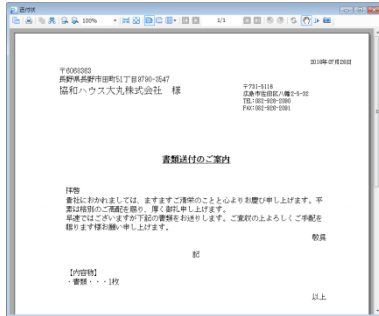 送付状
100%
1/1
2018年07月20日
〒6068383
長野県長野市田町51丁目8790-3547
協和ハウス大丸株式会社 様
〒731-5116
広島市佐伯区八幡2-5-32
TEL:082-926-2090
FAX:082-926-2091
書類送付のご案内
拝啓
貴社におかれましては、ますますご清栄のことと心よりお慶び申し上げます。平
素は格別のご高配を賜り、厚く御礼申し上げます。
早速ではございますが下記の書類をお送りします。ご査収の上よろしくご手配を
賜ります様お願い申し上げます。
敬具
記
【内容物】
・書類・・・1枚
以上